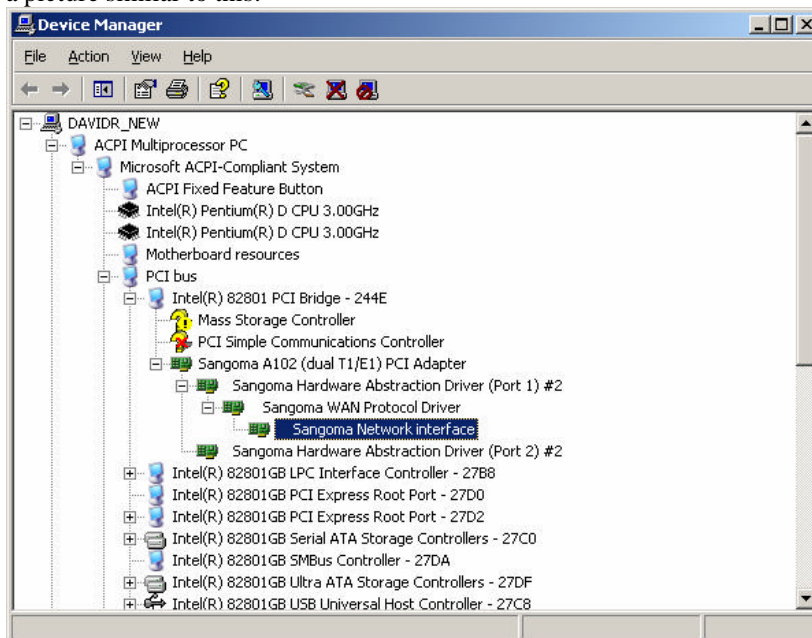 a picture similar to this:
Device Manager
File Action View Help
DAVIDR_NEW
ACPI Multiprocessor PC
Microsoft ACPI-Compliant System
ACPI Fixed Feature Button
Intel(R) Pentium(R) D CPU 3.00GHz
Intel(R) Pentium(R) D CPU 3.00GHz
Motherboard resources
PCI bus
Intel(R) 82801 PCI Bridge - 244E
Mass Storage Controller
PCI Simple Communications Controller
Sangoma A102 (dual T1/E1) PCI Adapter
Sangoma Hardware Abstraction Driver (Port 1) #2
Sangoma WAN Protocol Driver
Sangoma Network interface
Sangoma Hardware Abstraction Driver (Port 2) #2
Intel(R) 82801GB LPC Interface Controller - 27B8
Intel(R) 82801GB PCI Express Root Port - 27D0
Intel(R) 82801GB PCI Express Root Port - 27D2
Intel(R) 82801GB Serial ATA Storage Controllers - 27C0
Intel(R) 82801GB SMBus Controller - 27DA
Intel(R) 82801GB Ultra ATA Storage Controllers - 27DF
Intel(R) 82801GB USB Universal Host Controller - 27C8